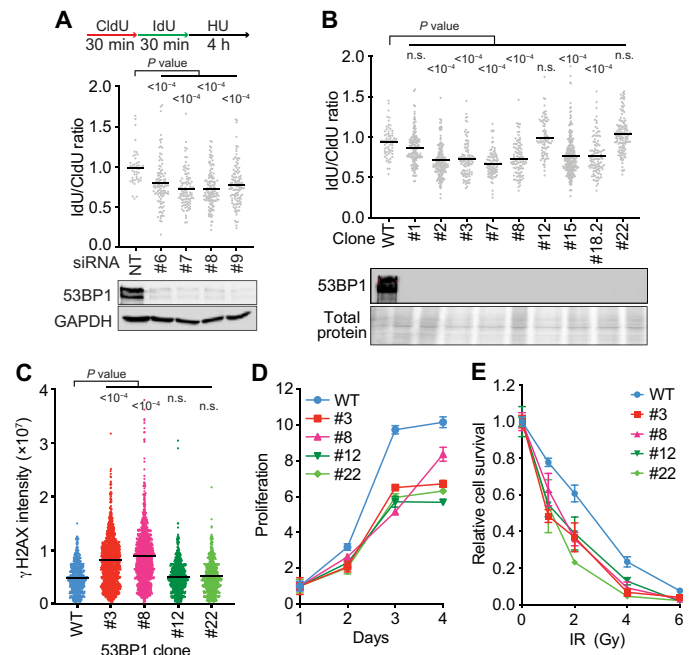 A
CldU IdU HU
30 min 30 min 4 h
P value
<10⁻⁴ <10⁻⁴
<10⁻⁴ <10⁻⁴
IdU/CldU ratio
2.0
1.5
1.0
0.5
0.0
siRNA NT #6 #7 #8 #9
53BP1
GAPDH
B
P value
n.s. <10⁻⁴ <10⁻⁴ n.s. <10⁻⁴ n.s.
<10⁻⁴ <10⁻⁴ <10⁻⁴ <10⁻⁴
IdU/CldU ratio
2.0
1.5
1.0
0.5
0.0
Clone WT #1 #2 #3 #7 #8 #12 #15 #18.2 #22
53BP1
Total
protein
C
P value
<10⁻⁴ <10⁻⁴ n.s. n.s.
γH2AX intensity (×10⁷)
4
3
2
1
0
WT #3 #8 #12 #22
53BP1 clone
D
Proliferation
12
10
8
6
4
2
0
WT
#3
#8
#12
#22
1 2 3 4
Days
E
Relative cell survival
1.2
1.0
0.8
0.6
0.4
0.2
0.0
WT
#3
#8
#12
#22
0 2 4 6
IR (Gy)